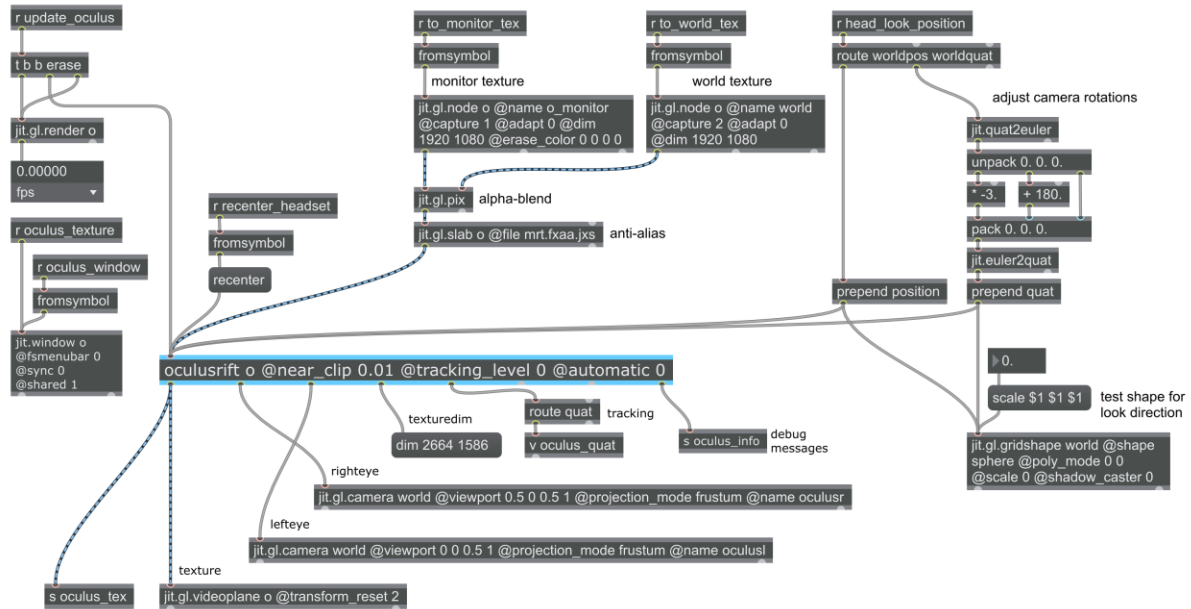 r update_oculus
t b b erase
jit.gl.render o
0.00000
fps
r oculus_texture
r oculus_window
fromsymbol
jit.window o
@fsmenubar 0
@sync 0
@shared 1
r recenter_headset
fromsymbol
recenter
r to_monitor_tex
fromsymbol
monitor texture
jit.gl.node o @name o_monitor
@capture 1 @adapt 0 @dim
1920 1080 @erase_color 0 0 0 0
r to_world_tex
fromsymbol
world texture
jit.gl.node o @name world
@capture 2 @adapt 0
@dim 1920 1080
jit.gl.pix
alpha-blend
jit.gl.slab o @file mrt.fxaa.jxs
anti-alias
r head_look_position
route worldpos worldquat
adjust camera rotations
jit.quat2euler
unpack 0. 0. 0.
* -3.
+ 180.
pack 0. 0. 0.
jit.euler2quat
prepend position
prepend quat
oculusrift o @near_clip 0.01 @tracking_level 0 @automatic 0
0.
scale $1 $1 $1
test shape for
look direction
jit.gl.gridshape world @shape
sphere @poly_mode 0 0
@scale 0 @shadow_caster 0
texturedim
dim 2664 1586
route quat
tracking
v oculus_quat
s oculus_info
debug
messages
righteye
jit.gl.camera world @viewport 0.5 0 0.5 1 @projection_mode frustum @name oculusr
lefteye
jit.gl.camera world @viewport 0 0 0.5 1 @projection_mode frustum @name oculusl
texture
s oculus_tex
jit.gl.videoplane o @transform_reset 2